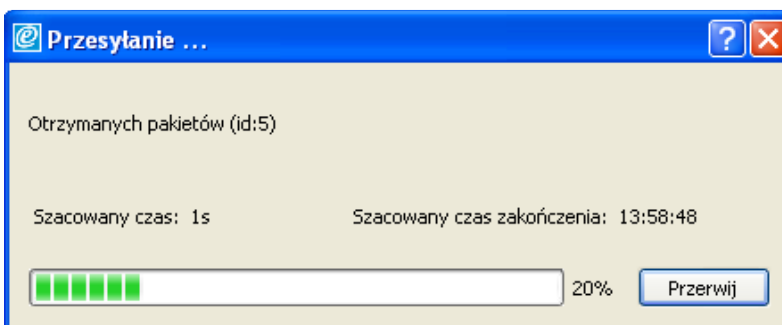 Przesyłanie ...
Otrzymanych pakietów (id:5)
Szacowany czas: 1s Szacowany czas zakończenia: 13:58:48
20% Przerwij